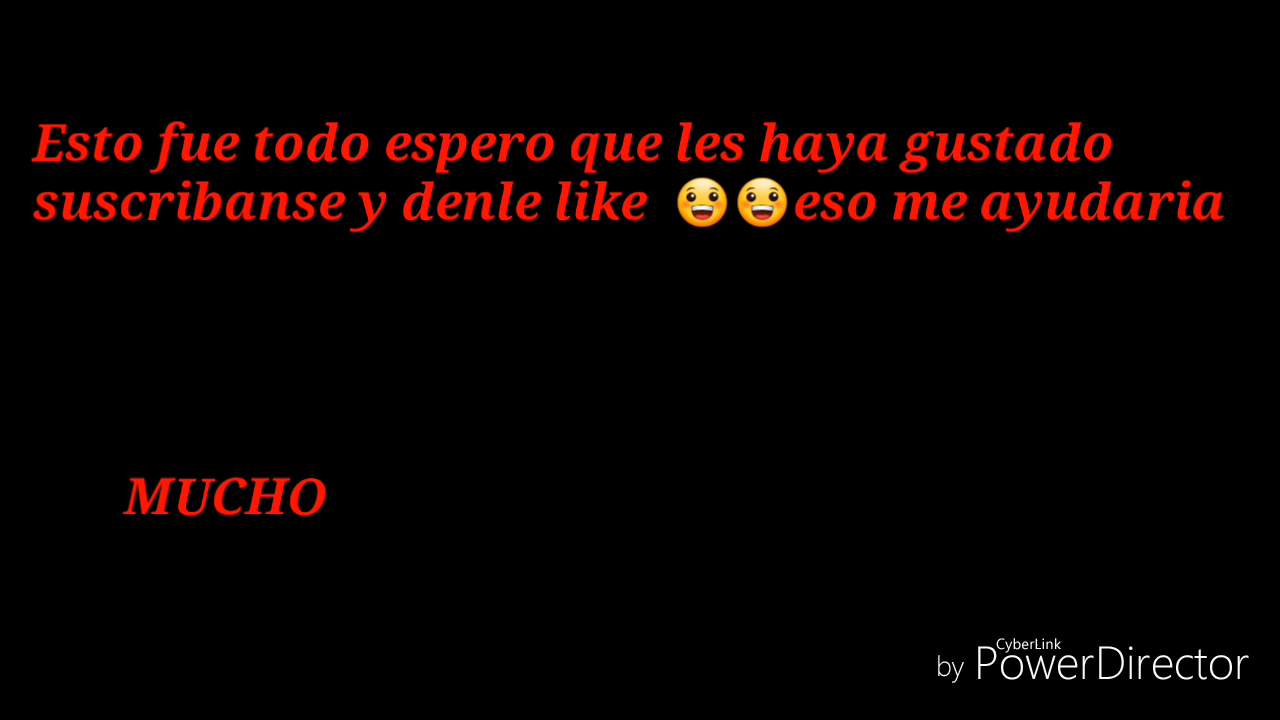 Esto fue todo espero que les haya gustado
suscribanse y denle like 😀😀eso me ayudaria
MUCHO
CyberLink
by PowerDirector